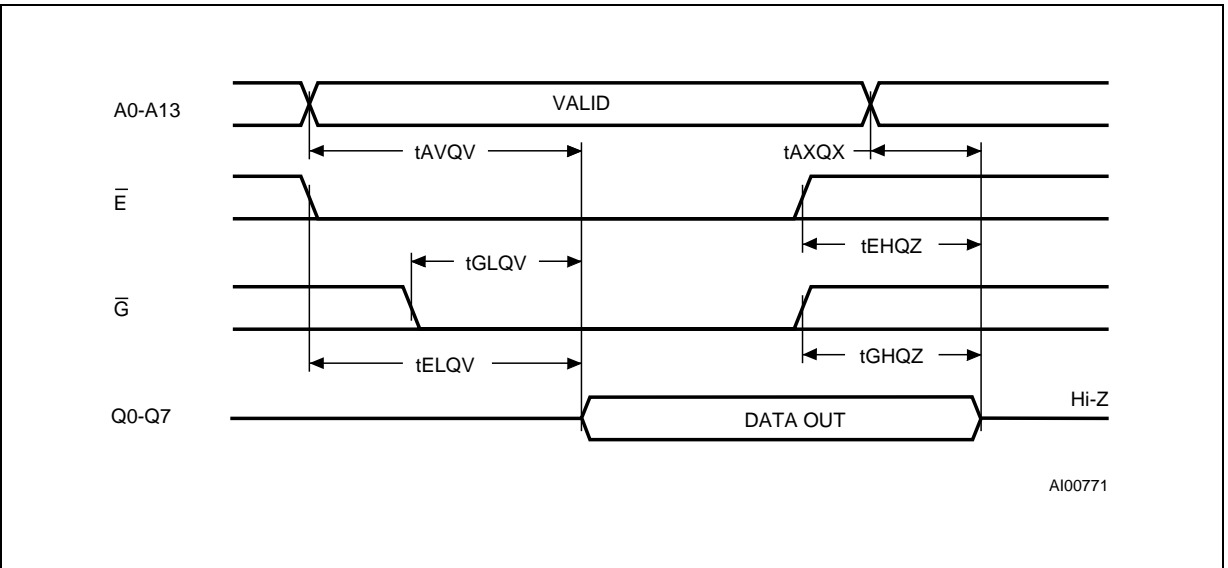 A0-A13
VALID
tAVQV
tAXQX
E̅
tEHQZ
tGLQV
G̅
tELQV
tGHQZ
Q0-Q7
DATA OUT
Hi-Z
AI00771